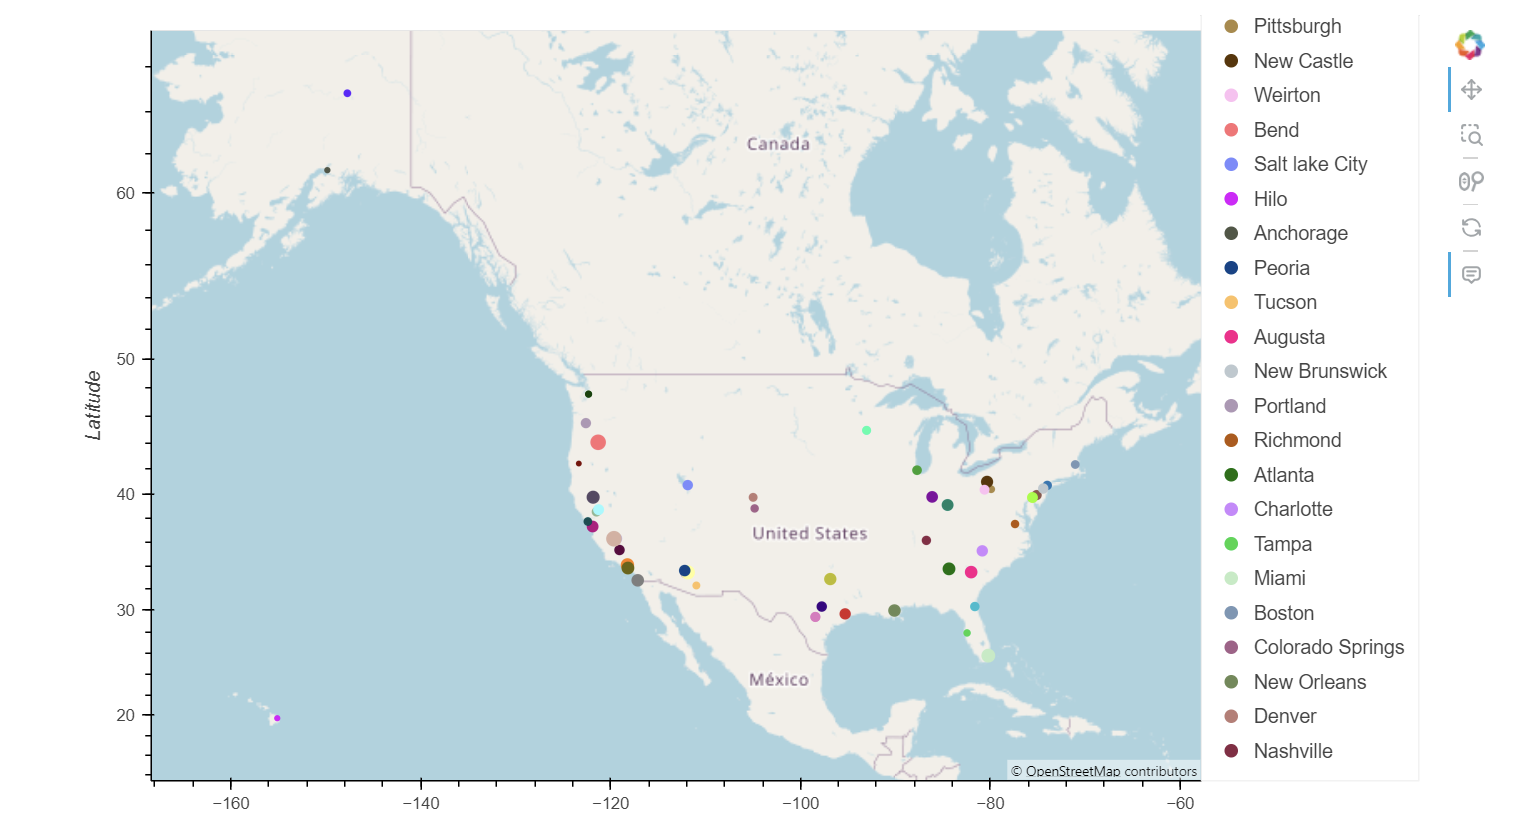 Pittsburgh
New Castle
Weirton
Bend
Salt lake City
Hilo
Anchorage
Peoria
Tucson
Augusta
New Brunswick
Portland
Richmond
Atlanta
Charlotte
Tampa
Miami
Boston
Colorado Springs
New Orleans
Denver
Nashville
Canada
United States
México
Latitude
60
50
40
30
20
−160
−140
−120
−100
−80
−60
© OpenStreetMap contributors